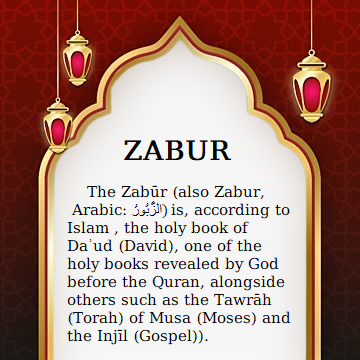 ZABUR
The Zabūr (also Zabur,
Arabic: الزَّبُورُ) is, according to
Islam , the holy book of
Daʾud (David), one of the
holy books revealed by God
before the Quran, alongside
others such as the Tawrāh
(Torah) of Musa (Moses) and
the Injīl (Gospel)).